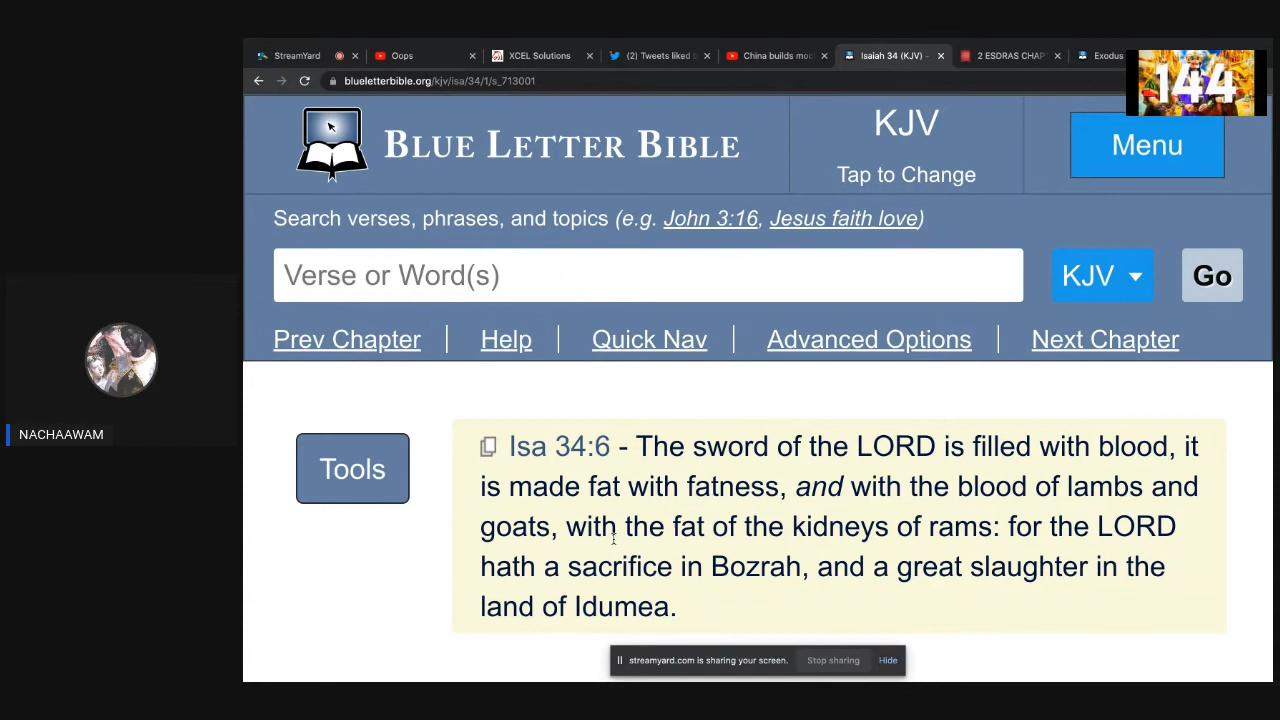 StreamYard
Oops
XCEL Solutions
(2) Tweets liked b
China builds moc
Isaiah 34 (KJV) -
2 ESDRAS CHAP
Exodus
blueletterbible.org/kjv/isa/34/1/s_713001
144
BLUE LETTER BIBLE
KJV
Tap to Change
Menu
Search verses, phrases, and topics (e.g. John 3:16, Jesus faith love)
Verse or Word(s)
KJV
Go
Prev Chapter
Help
Quick Nav
Advanced Options
Next Chapter
NACHAAWAM
Tools
Isa 34:6 - The sword of the LORD is filled with blood, it
is made fat with fatness, and with the blood of lambs and
goats, with the fat of the kidneys of rams: for the LORD
hath a sacrifice in Bozrah, and a great slaughter in the
land of Idumea.
streamyard.com is sharing your screen.
Stop sharing
Hide